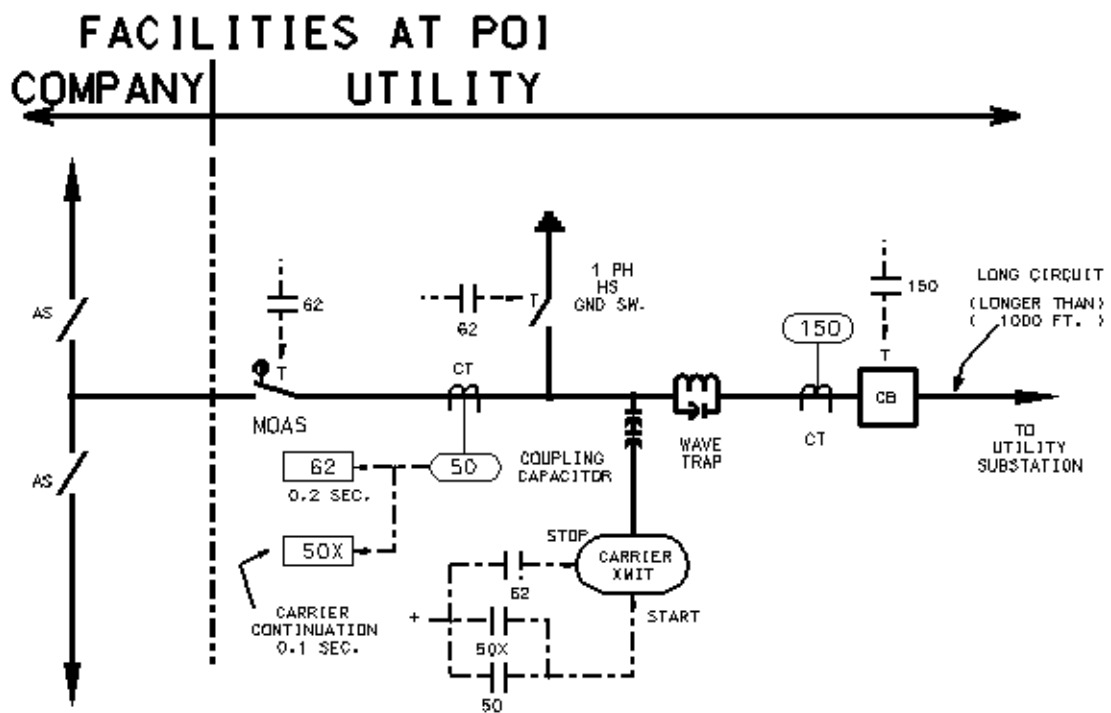 FACILITIES AT POI
COMPANY
UTILITY
AS
62
T
MOAS
62
T
1 PH
HS
GND SW.
CT
50
62
0.2 SEC.
50X
CARRIER
CONTINUATION
0.1 SEC.
COUPLING
CAPACITOR
WAVE
TRAP
150
CT
150
T
CB
LONG CIRCUIT
(LONGER THAN)
( 1000 FT. )
TO
UTILITY
SUBSTATION
AS
STOP
CARRIER
XMIT
START
62
+
50X
50